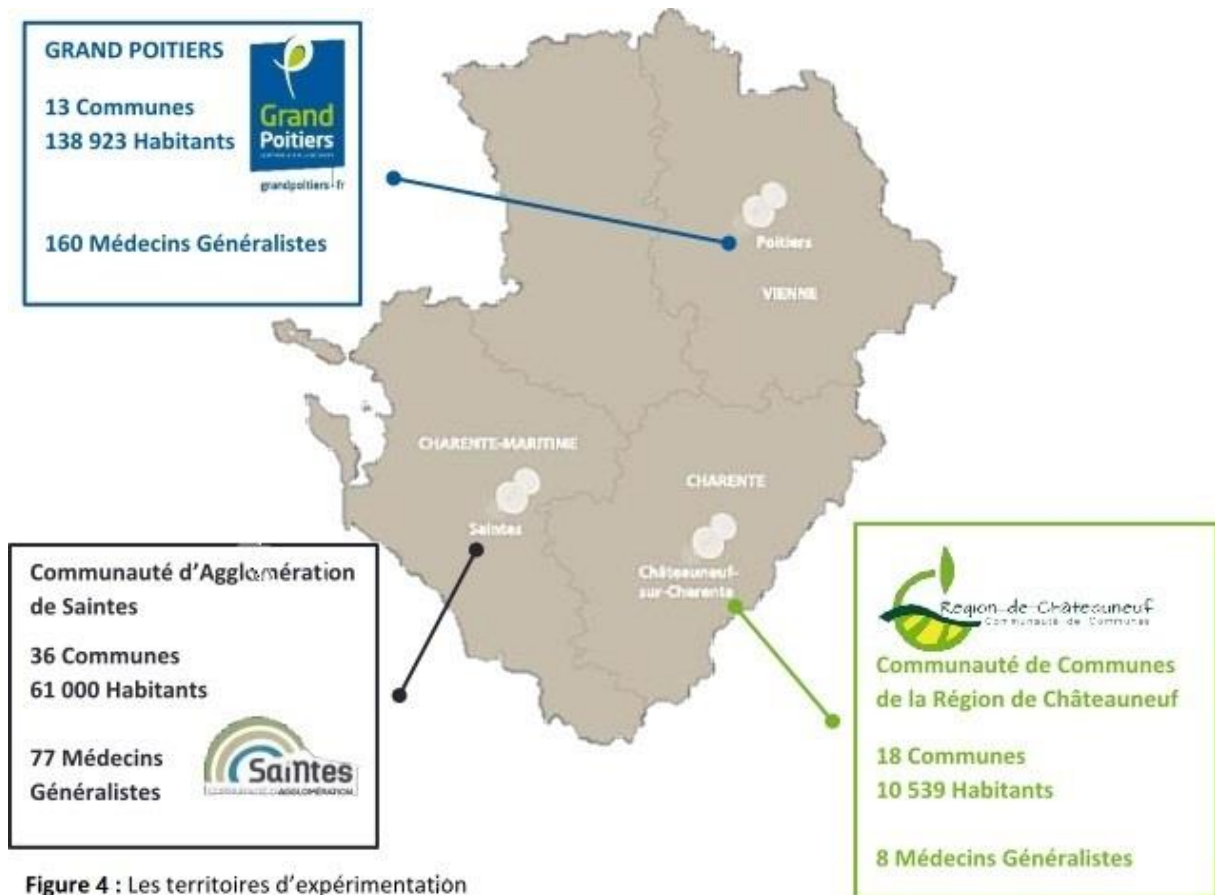 GRAND POITIERS
13 Communes
138 923 Habitants
160 Médecins Généralistes
Grand
Poitiers
grandpoitiers.fr
Poitiers
VIENNE
CHARENTE-MARITIME
Saintes
CHARENTE
Châteauneuf-
sur-Charente
Communauté d’Agglomération
de Saintes
36 Communes
61 000 Habitants
77 Médecins
Généralistes
Saintes
COMMUNAUTÉ D'AGGLOMÉRATION
Région-de-Châteauneuf
Communauté de Communes
Communauté de Communes
de la Région de Châteauneuf
18 Communes
10 539 Habitants
8 Médecins Généralistes
Figure 4 : Les territoires d’expérimentation